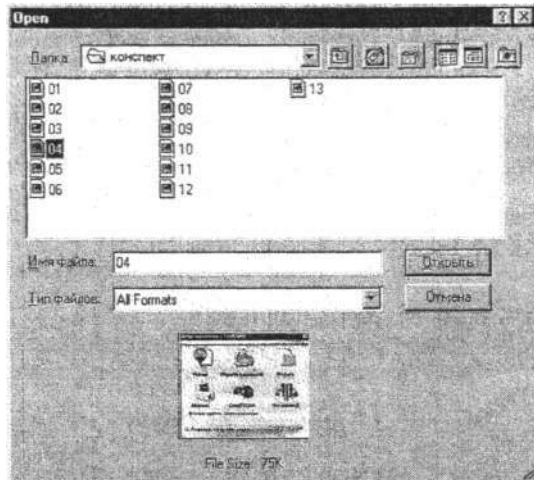 Open
Папка: конспект
01 07 13
02 08
03 09
04 10
05 11
06 12
Имя файла: 04 Открыть
Тип файлов: All Formats Отмена
File Size: 75K